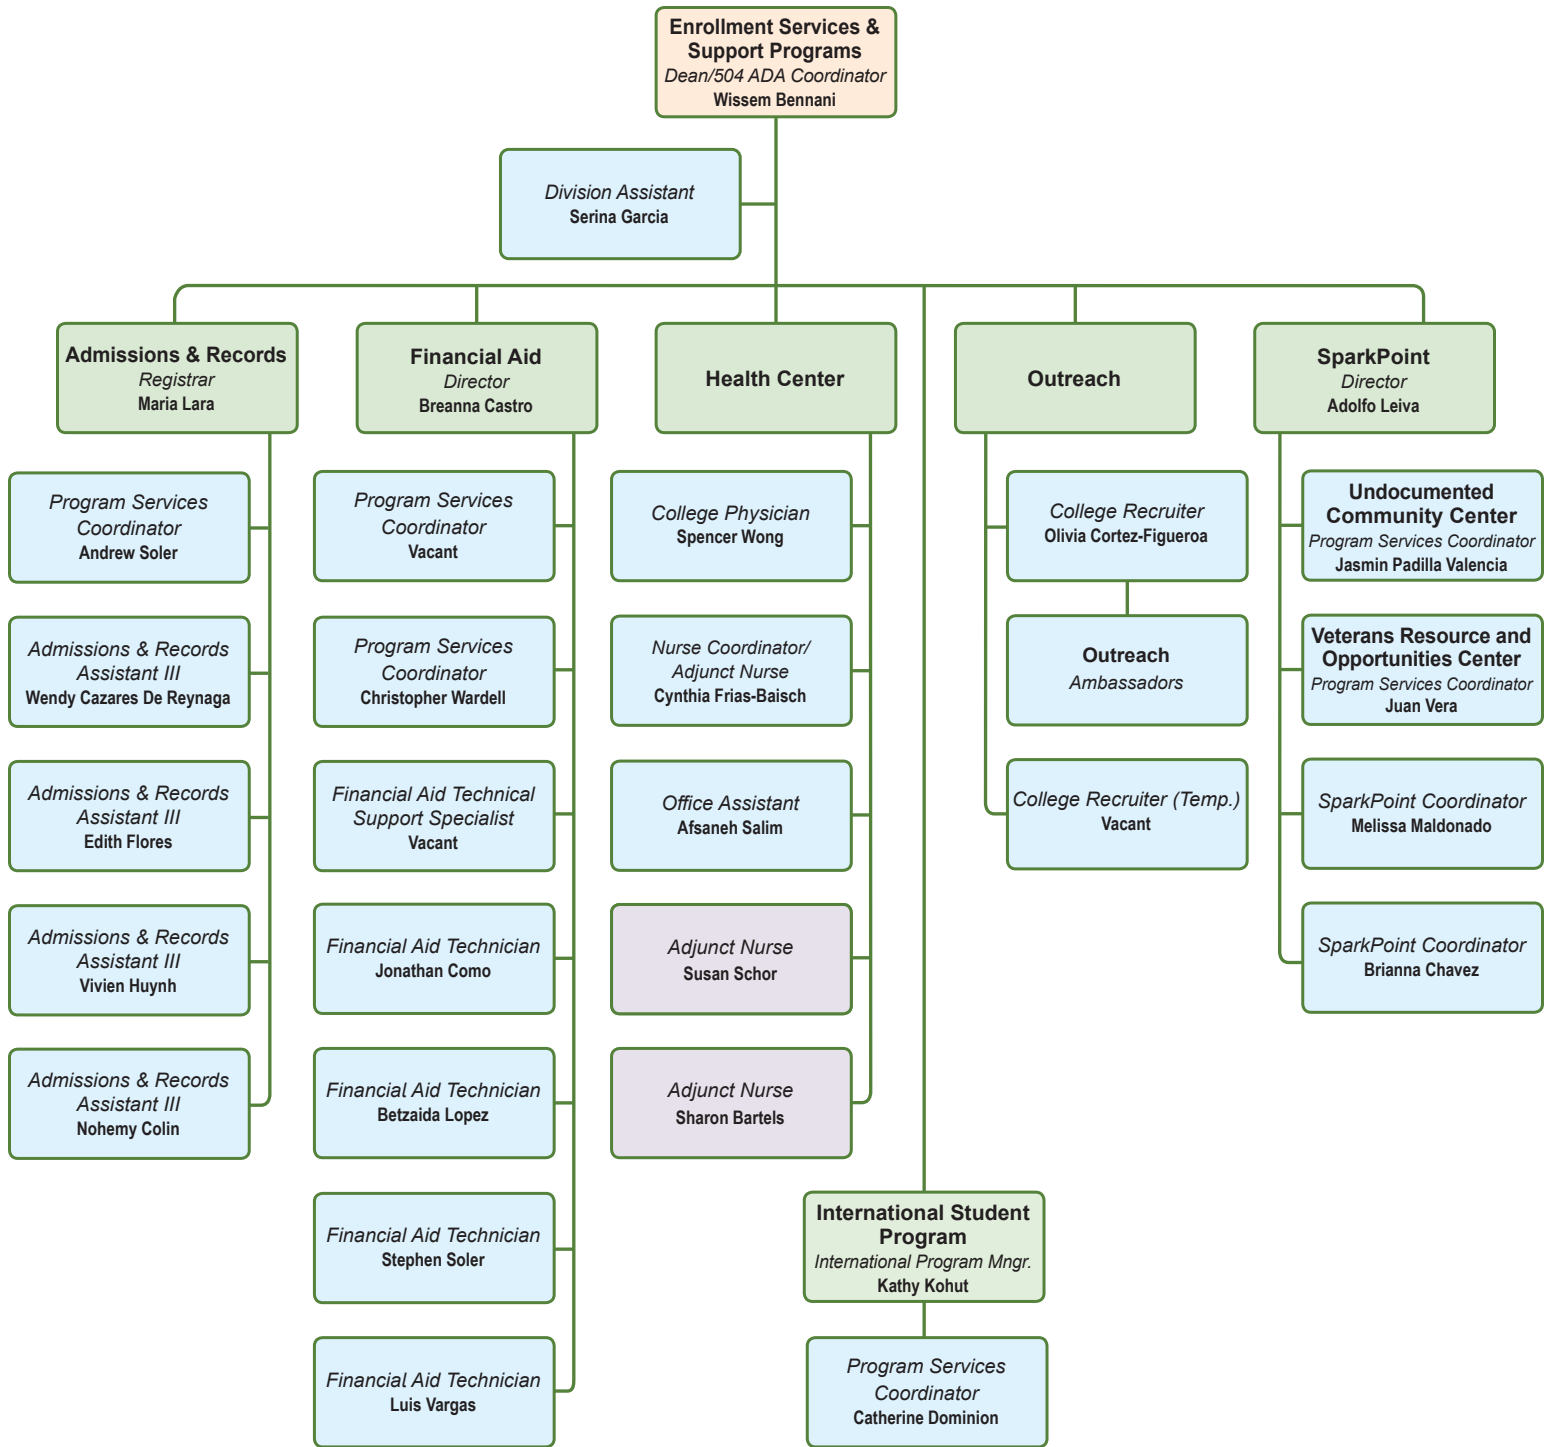 Enrollment Services &
Support Programs
Dean/504 ADA Coordinator
Wissem Bennani
Division Assistant
Serina Garcia
Admissions & Records
Registrar
Maria Lara
Program Services
Coordinator
Andrew Soler
Admissions & Records
Assistant III
Wendy Cazares De Reynaga
Admissions & Records
Assistant III
Edith Flores
Admissions & Records
Assistant III
Vivien Huynh
Admissions & Records
Assistant III
Nohemy Colin
Financial Aid
Director
Breanna Castro
Program Services
Coordinator
Vacant
Program Services
Coordinator
Christopher Wardell
Financial Aid Technical
Support Specialist
Vacant
Financial Aid Technician
Jonathan Como
Financial Aid Technician
Betzaida Lopez
Financial Aid Technician
Stephen Soler
Financial Aid Technician
Luis Vargas
Health Center
College Physician
Spencer Wong
Nurse Coordinator/
Adjunct Nurse
Cynthia Frias-Baisch
Office Assistant
Afsaneh Salim
Adjunct Nurse
Susan Schor
Adjunct Nurse
Sharon Bartels
International Student
Program
International Program Mngr.
Kathy Kohut
Program Services
Coordinator
Catherine Dominion
Outreach
College Recruiter
Olivia Cortez-Figueroa
Outreach
Ambassadors
College Recruiter (Temp.)
Vacant
SparkPoint
Director
Adolfo Leiva
Undocumented
Community Center
Program Services Coordinator
Jasmin Padilla Valencia
Veterans Resource and
Opportunities Center
Program Services Coordinator
Juan Vera
SparkPoint Coordinator
Melissa Maldonado
SparkPoint Coordinator
Brianna Chavez